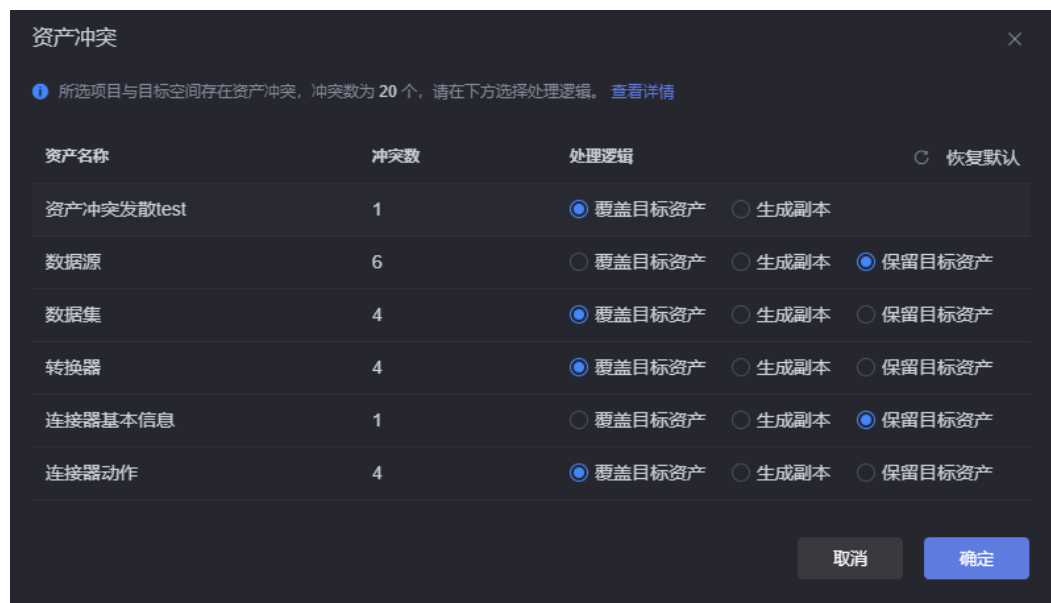 资产冲突
所选项目与目标空间存在资产冲突，冲突数为 20 个，请在下方选择处理逻辑。 查看详情
资产名称 冲突数 处理逻辑 恢复默认
资产冲突发散test 1 覆盖目标资产 生成副本
数据源 6 覆盖目标资产 生成副本 保留目标资产
数据集 4 覆盖目标资产 生成副本 保留目标资产
转换器 4 覆盖目标资产 生成副本 保留目标资产
连接器基本信息 1 覆盖目标资产 生成副本 保留目标资产
连接器动作 4 覆盖目标资产 生成副本 保留目标资产
取消 确定